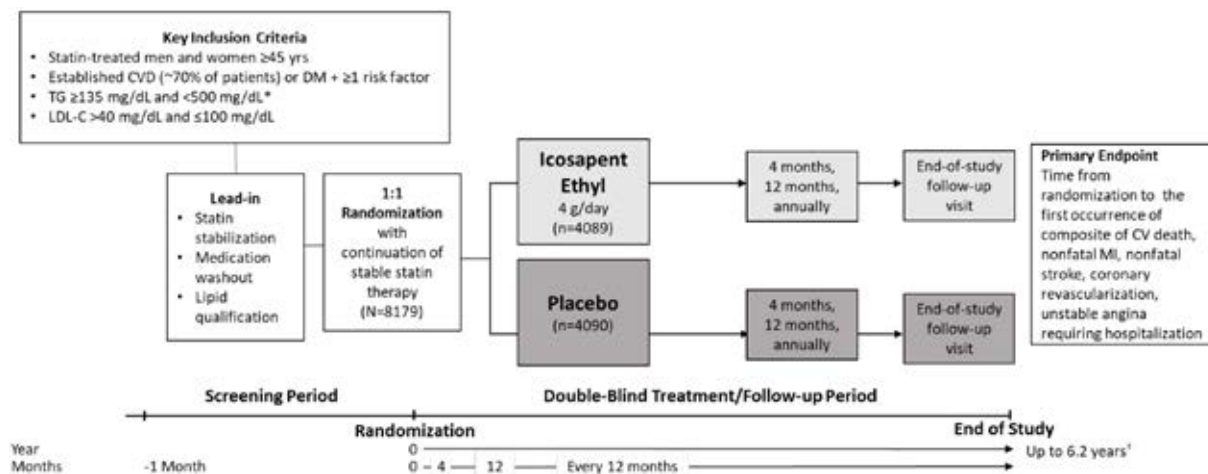 Key Inclusion Criteria
• Statin-treated men and women ≥45 yrs
• Established CVD (~70% of patients) or DM + ≥1 risk factor
• TG ≥135 mg/dL and <500 mg/dL*
• LDL-C >40 mg/dL and ≤100 mg/dL
Lead-in
• Statin
stabilization
• Medication
washout
• Lipid
qualification
1:1
Randomization
with
continuation of
stable statin
therapy
(N=8179)
Icosapent
Ethyl
4 g/day
(n=4089)
4 months,
12 months,
annually
End-of-study
follow-up
visit
Placebo
(n=4090)
4 months,
12 months,
annually
End-of-study
follow-up
visit
Primary Endpoint
Time from
randomization to the
first occurrence of
composite of CV death,
nonfatal MI, nonfatal
stroke, coronary
revascularization,
unstable angina
requiring hospitalization
Screening Period
Double-Blind Treatment/Follow-up Period
Randomization
End of Study
Year 0 Up to 6.2 years†
Months -1 Month 0 4 12 Every 12 months